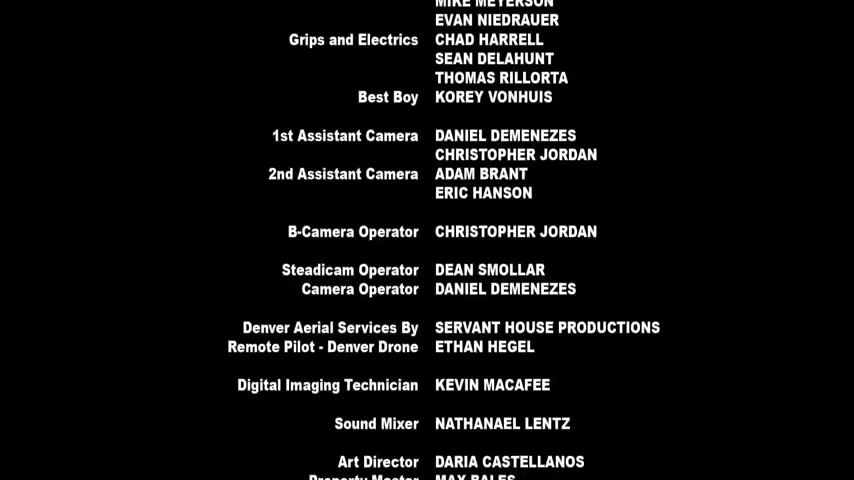 MIKE MEYERSON
EVAN NIEDRAUER
Grips and Electrics CHAD HARRELL
SEAN DELAHUNT
THOMAS RILLORTA
Best Boy KOREY VONHUIS
1st Assistant Camera DANIEL DEMENEZES
CHRISTOPHER JORDAN
2nd Assistant Camera ADAM BRANT
ERIC HANSON
B-Camera Operator CHRISTOPHER JORDAN
Steadicam Operator DEAN SMOLLAR
Camera Operator DANIEL DEMENEZES
Denver Aerial Services By SERVANT HOUSE PRODUCTIONS
Remote Pilot - Denver Drone ETHAN HEGEL
Digital Imaging Technician KEVIN MACAFEE
Sound Mixer NATHANAEL LENTZ
Art Director DARIA CASTELLANOS
Property Master MAX BALES